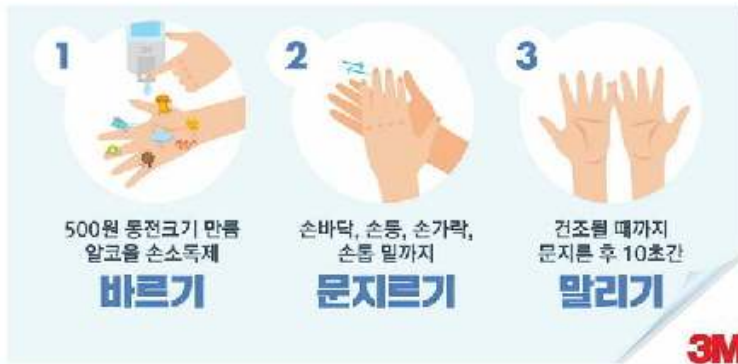 1
500원 동전크기 만큼
알코올 손소독제
바르기
2
손바닥, 손등, 손가락,
손톱 밑까지
문지르기
3
건조될 때까지
문지른 후 10초간
말리기
3M